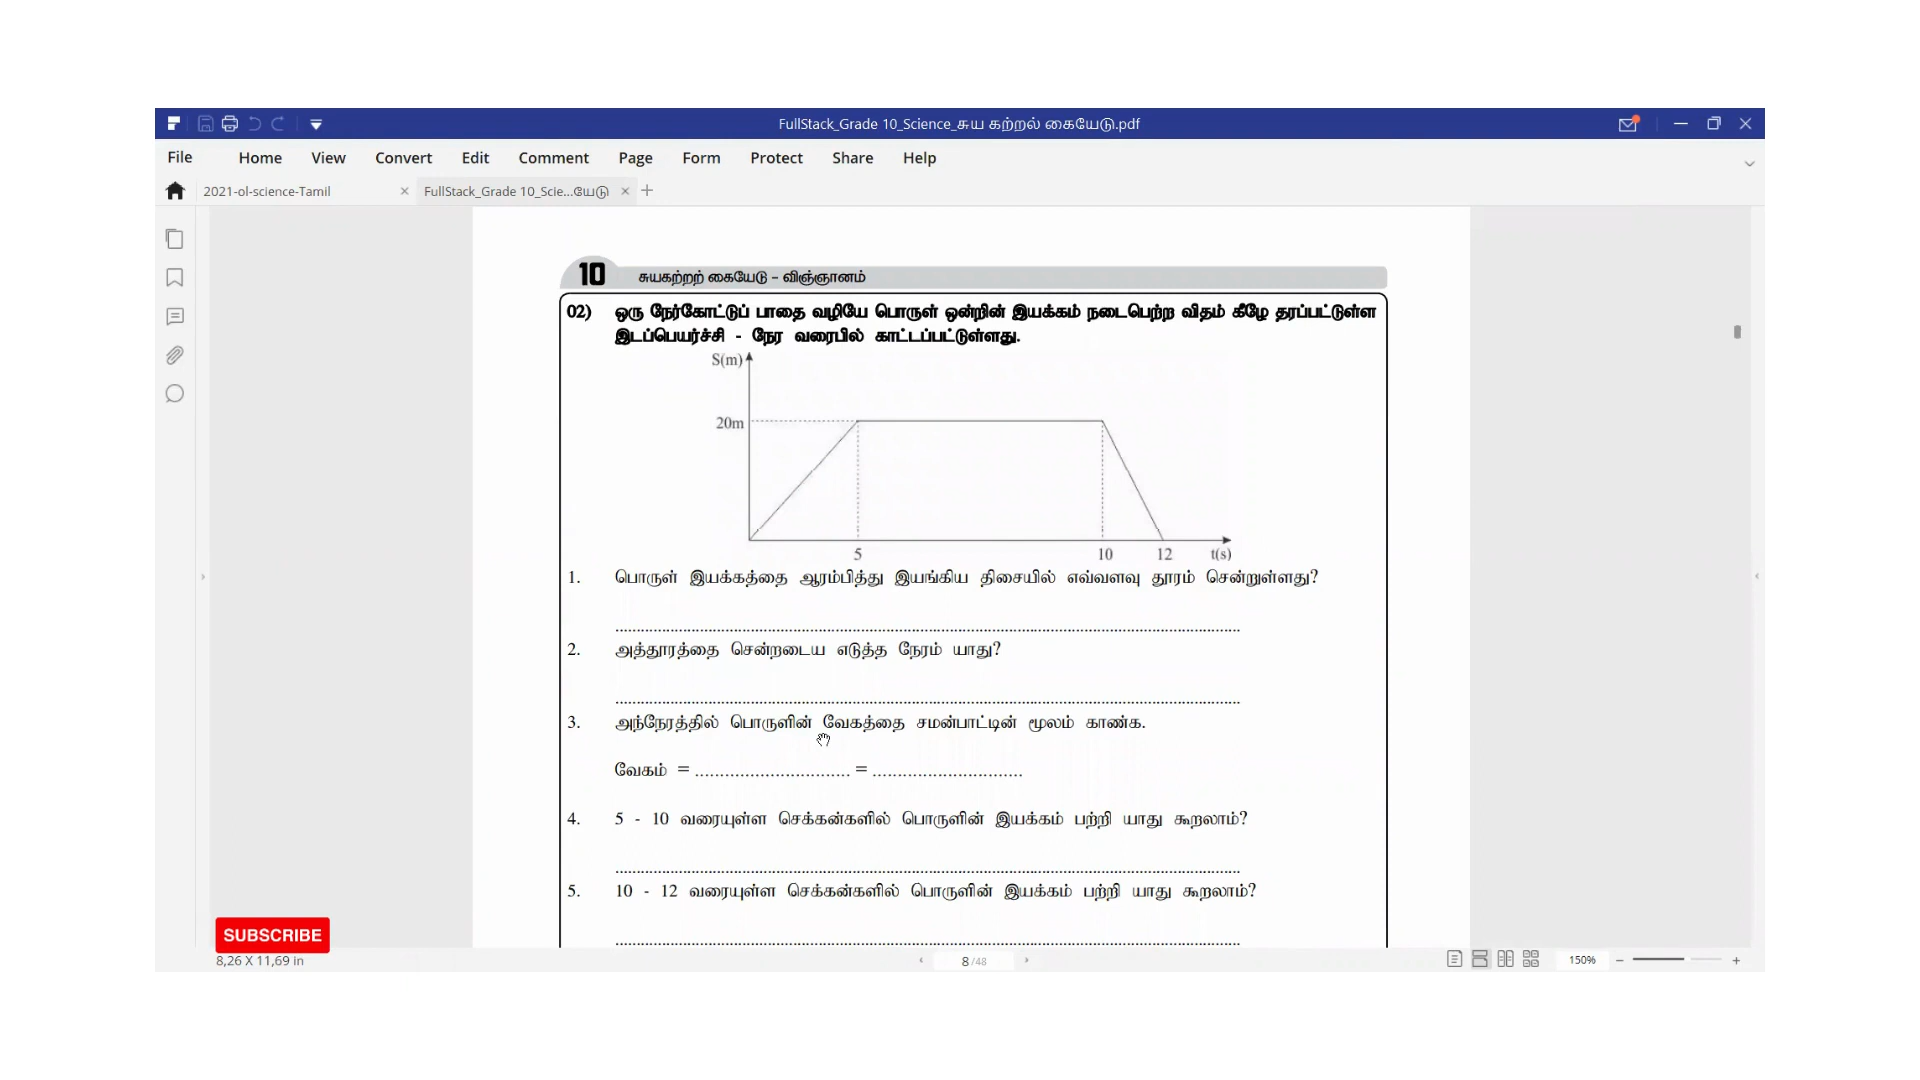 FullStack_Grade 10_Science_சுய கற்றல் கையேடு.pdf
File Home View Convert Edit Comment Page Form Protect Share Help
2021-ol-science-Tamil FullStack_Grade 10_Scie...யேடு
10 சுயகற்றற் கையேடு – விஞ்ஞானம்
02) ஒரு நேர்கோட்டுப் பாதை வழியே பொருள் ஒன்றின் இயக்கம் நடைபெற்ற விதம் கீழே தரப்பட்டுள்ள
இடப்பெயர்ச்சி - நேர வரைபில் காட்டப்பட்டுள்ளது.
S(m)
20m
5 10 12 t(s)
1. பொருள் இயக்கத்தை ஆரம்பித்து இயங்கிய திசையில் எவ்வளவு தூரம் சென்றுள்ளது?
2. அத்தூரத்தை சென்றடைய எடுத்த நேரம் யாது?
3. அந்நேரத்தில் பொருளின் வேகத்தை சமன்பாட்டின் மூலம் காண்க.
வேகம் = ............................... = ..............................
4. 5 - 10 வரையுள்ள செக்கன்களில் பொருளின் இயக்கம் பற்றி யாது கூறலாம்?
5. 10 - 12 வரையுள்ள செக்கன்களில் பொருளின் இயக்கம் பற்றி யாது கூறலாம்?
SUBSCRIBE
8,26 X 11,69 in 8 /48 150%